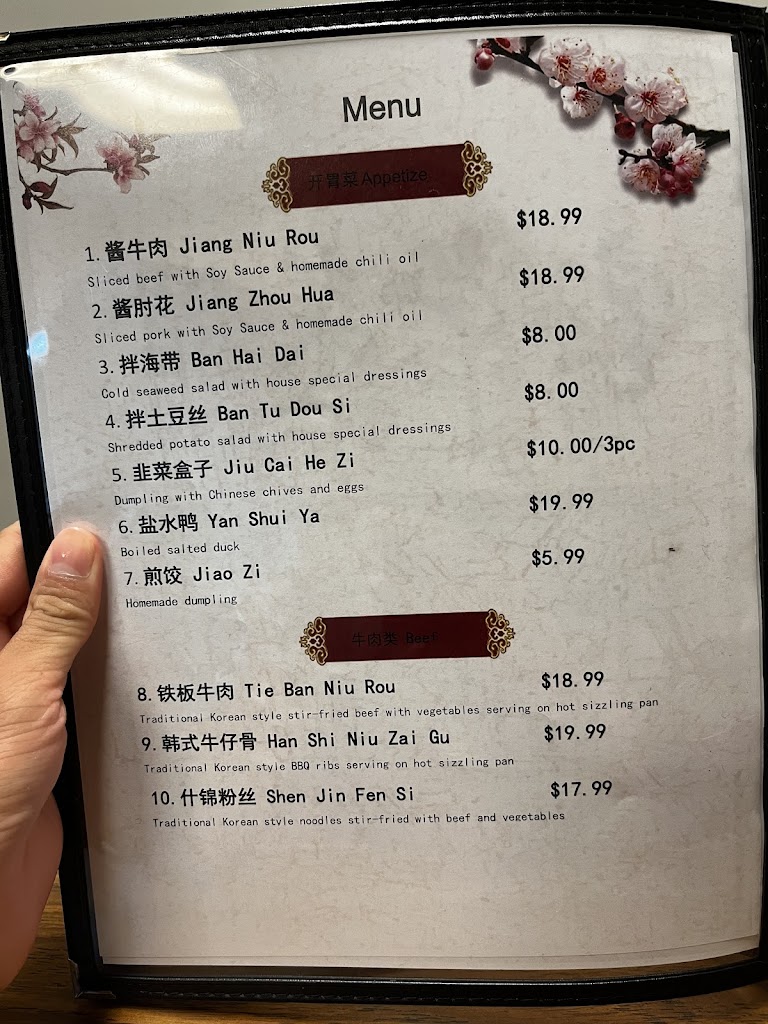 Menu
开胃菜 Appetize
1. 酱牛肉 Jiang Niu Rou $18.99
Sliced beef with Soy Sauce & homemade chili oil
2. 酱肘花 Jiang Zhou Hua $18.99
Sliced pork with Soy Sauce & homemade chili oil
3. 拌海带 Ban Hai Dai $8.00
Cold seaweed salad with house special dressings
4. 拌土豆丝 Ban Tu Dou Si $8.00
Shredded potato salad with house special dressings
5. 韭菜盒子 Jiu Cai He Zi $10.00/3pc
Dumpling with Chinese chives and eggs
6. 盐水鸭 Yan Shui Ya $19.99
Boiled salted duck
7. 煎饺 Jiao Zi $5.99
Homemade dumpling
牛肉类 Beef
8. 铁板牛肉 Tie Ban Niu Rou $18.99
Traditional Korean style stir-fried beef with vegetables serving on hot sizzling pan
9. 韩式牛仔骨 Han Shi Niu Zai Gu $19.99
Traditional Korean style BBQ ribs serving on hot sizzling pan
10. 什锦粉丝 Shen Jin Fen Si $17.99
Traditional Korean style noodles stir-fried with beef and vegetables